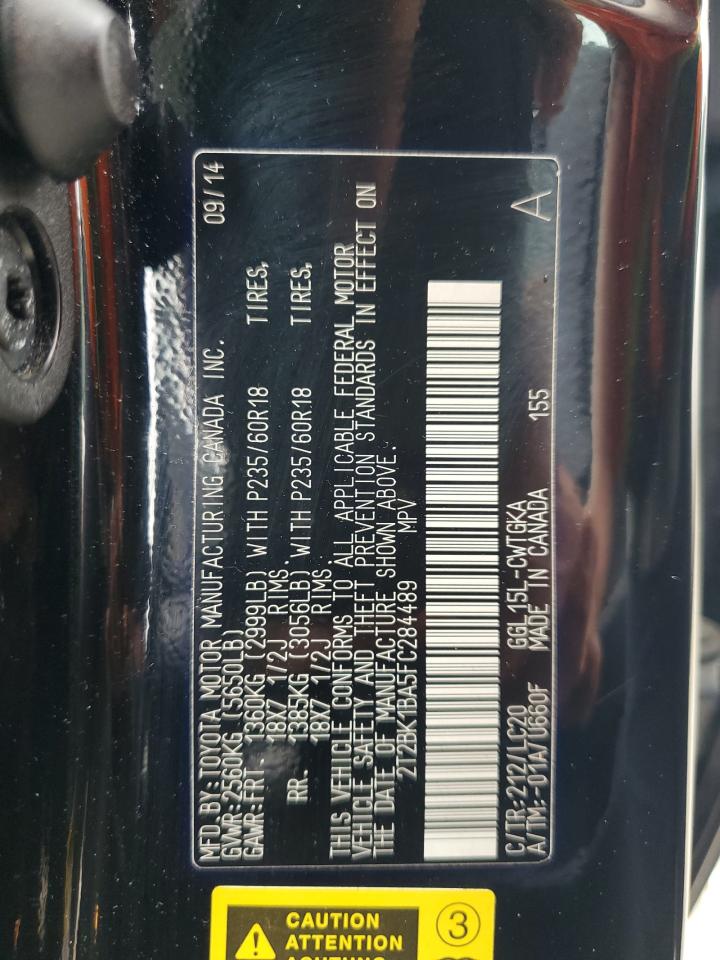 MFD.BY:TOYOTA MOTOR MANUFACTURING CANADA INC. 09/14
GVWR:2560KG (5650LB)
GAWR:FRT. 1360KG (2999LB) WITH P235/60R18 TIRES,
18X7 1/2J RIMS.
RR. 1385KG (3056LB) WITH P235/60R18 TIRES,
18X7 1/2J RIMS.
THIS VEHICLE CONFORMS TO ALL APPLICABLE FEDERAL MOTOR
VEHICLE SAFETY AND THEFT PREVENTION STANDARDS IN EFFECT ON
THE DATE OF MANUFACTURE SHOWN ABOVE.
2T2BK1BA5FC284489 MPV
C/TR:212/LC20 GGL15L-CWTGKA
A/TM:-01A/U660F MADE IN CANADA 155 A
CAUTION
ATTENTION
3